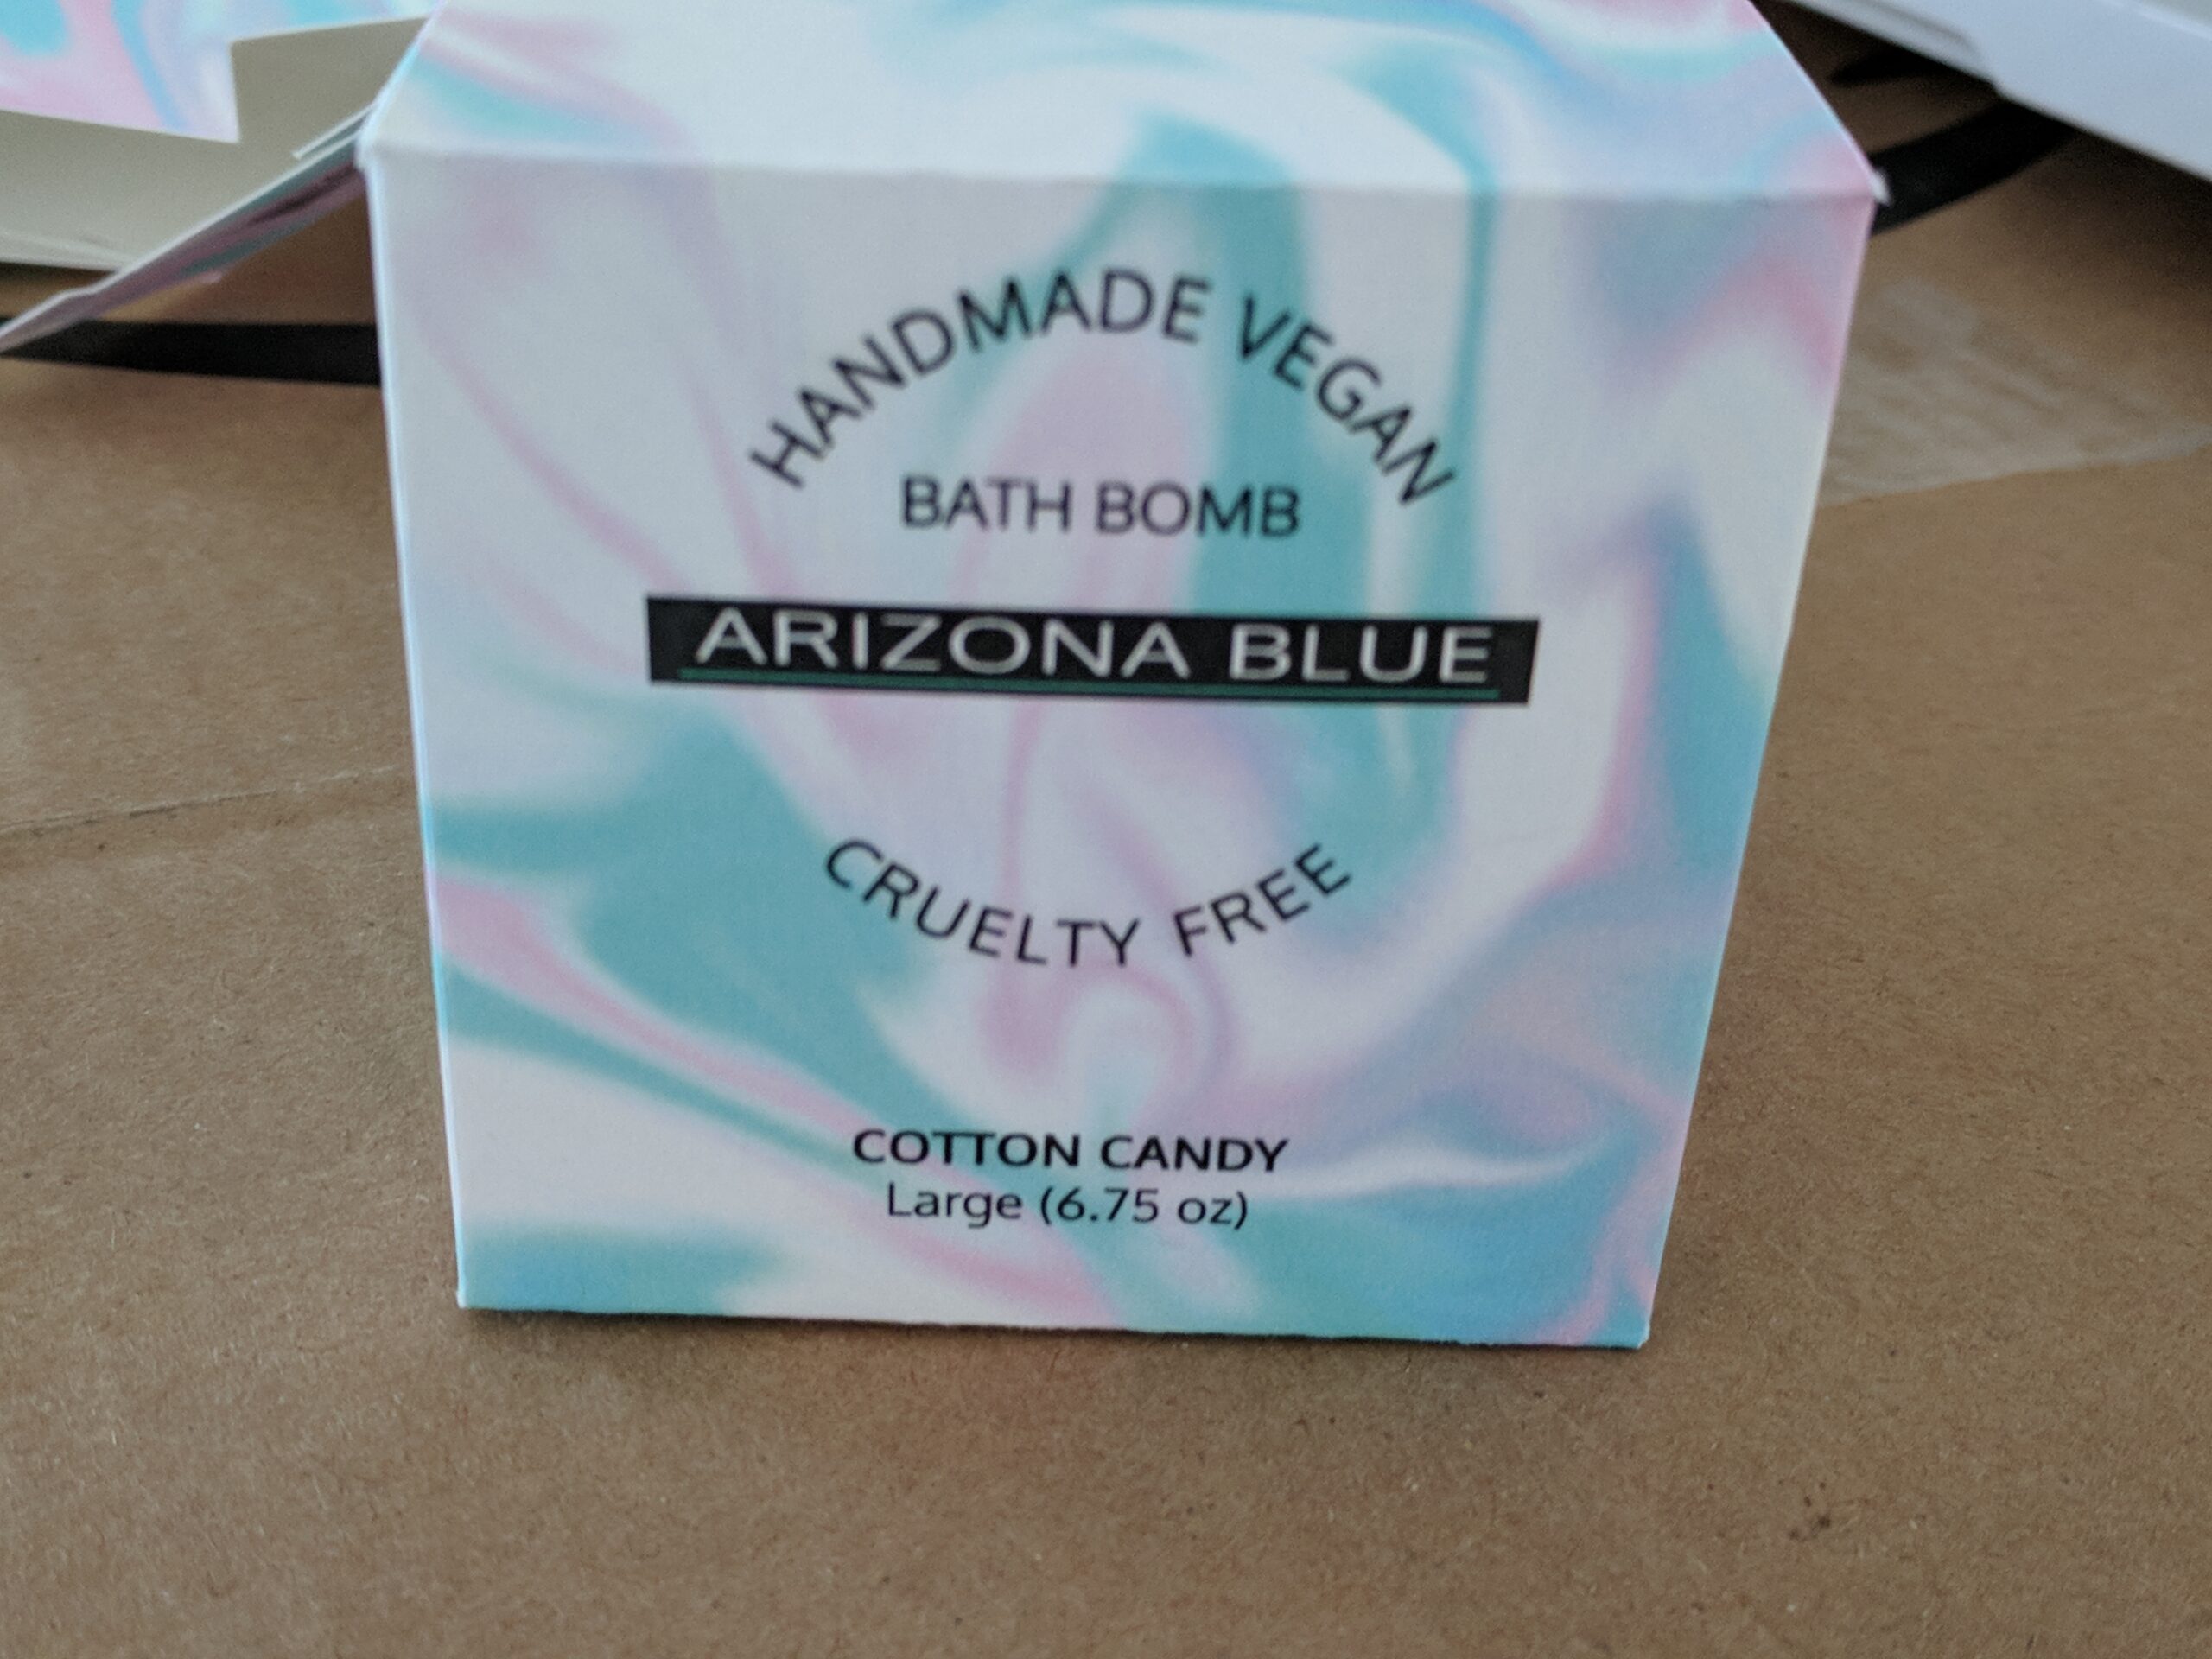 HANDMADE VEGAN
BATH BOMB
ARIZONA BLUE
CRUELTY FREE
COTTON CANDY
Large (6.75 oz)